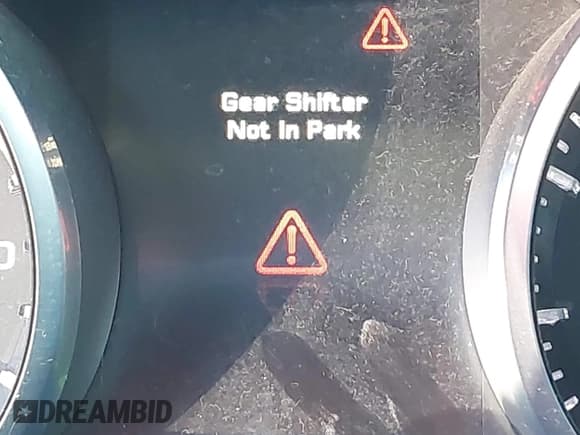 Gear Shifter
Not In Park
DREAMBID